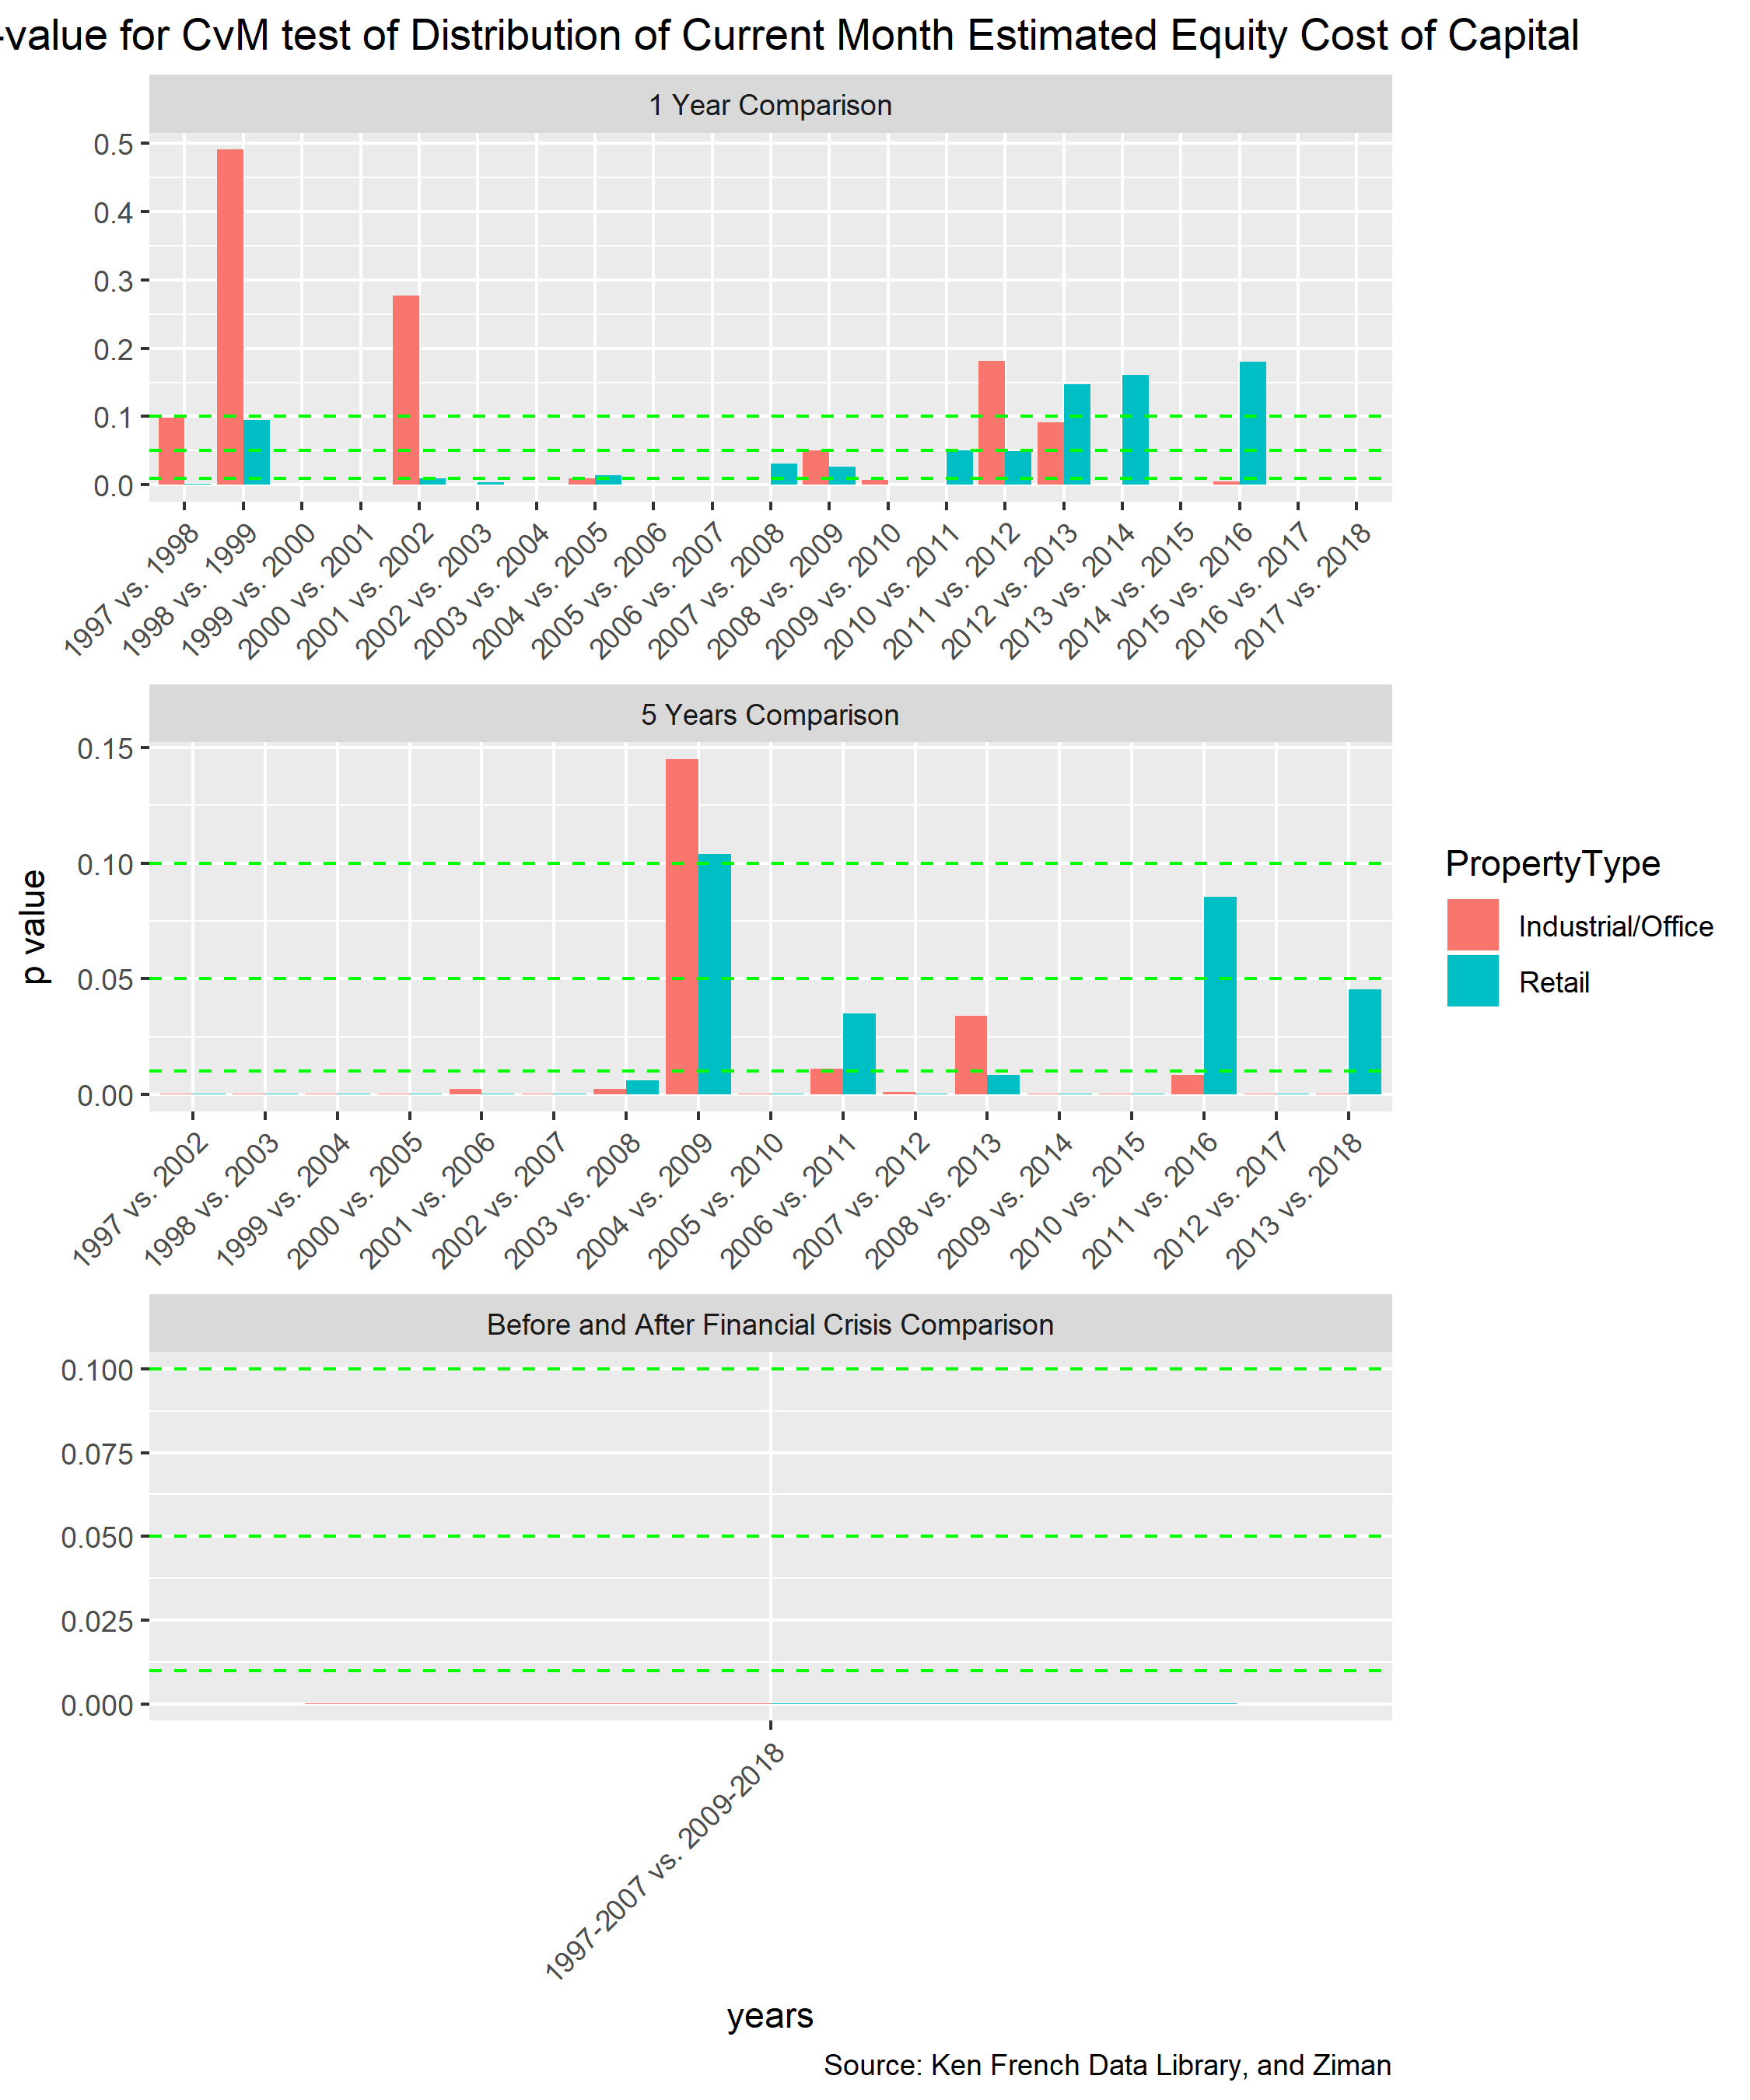 -value for CvM test of Distribution of Current Month Estimated Equity Cost of Capital
1 Year Comparison
0.5
0.4
0.3
0.2
0.1
0.0
1997 vs. 1998
1998 vs. 1999
1999 vs. 2000
2000 vs. 2001
2001 vs. 2002
2002 vs. 2003
2003 vs. 2004
2004 vs. 2005
2005 vs. 2006
2006 vs. 2007
2007 vs. 2008
2008 vs. 2009
2009 vs. 2010
2010 vs. 2011
2011 vs. 2012
2012 vs. 2013
2013 vs. 2014
2014 vs. 2015
2015 vs. 2016
2016 vs. 2017
2017 vs. 2018
5 Years Comparison
0.15
0.10
0.05
0.00
1997 vs. 2002
1998 vs. 2003
1999 vs. 2004
2000 vs. 2005
2001 vs. 2006
2002 vs. 2007
2003 vs. 2008
2004 vs. 2009
2005 vs. 2010
2006 vs. 2011
2007 vs. 2012
2008 vs. 2013
2009 vs. 2014
2010 vs. 2015
2011 vs. 2016
2012 vs. 2017
2013 vs. 2018
p value
PropertyType
Industrial/Office
Retail
Before and After Financial Crisis Comparison
0.100
0.075
0.050
0.025
0.000
1997-2007 vs. 2009-2018
years
Source: Ken French Data Library, and Ziman